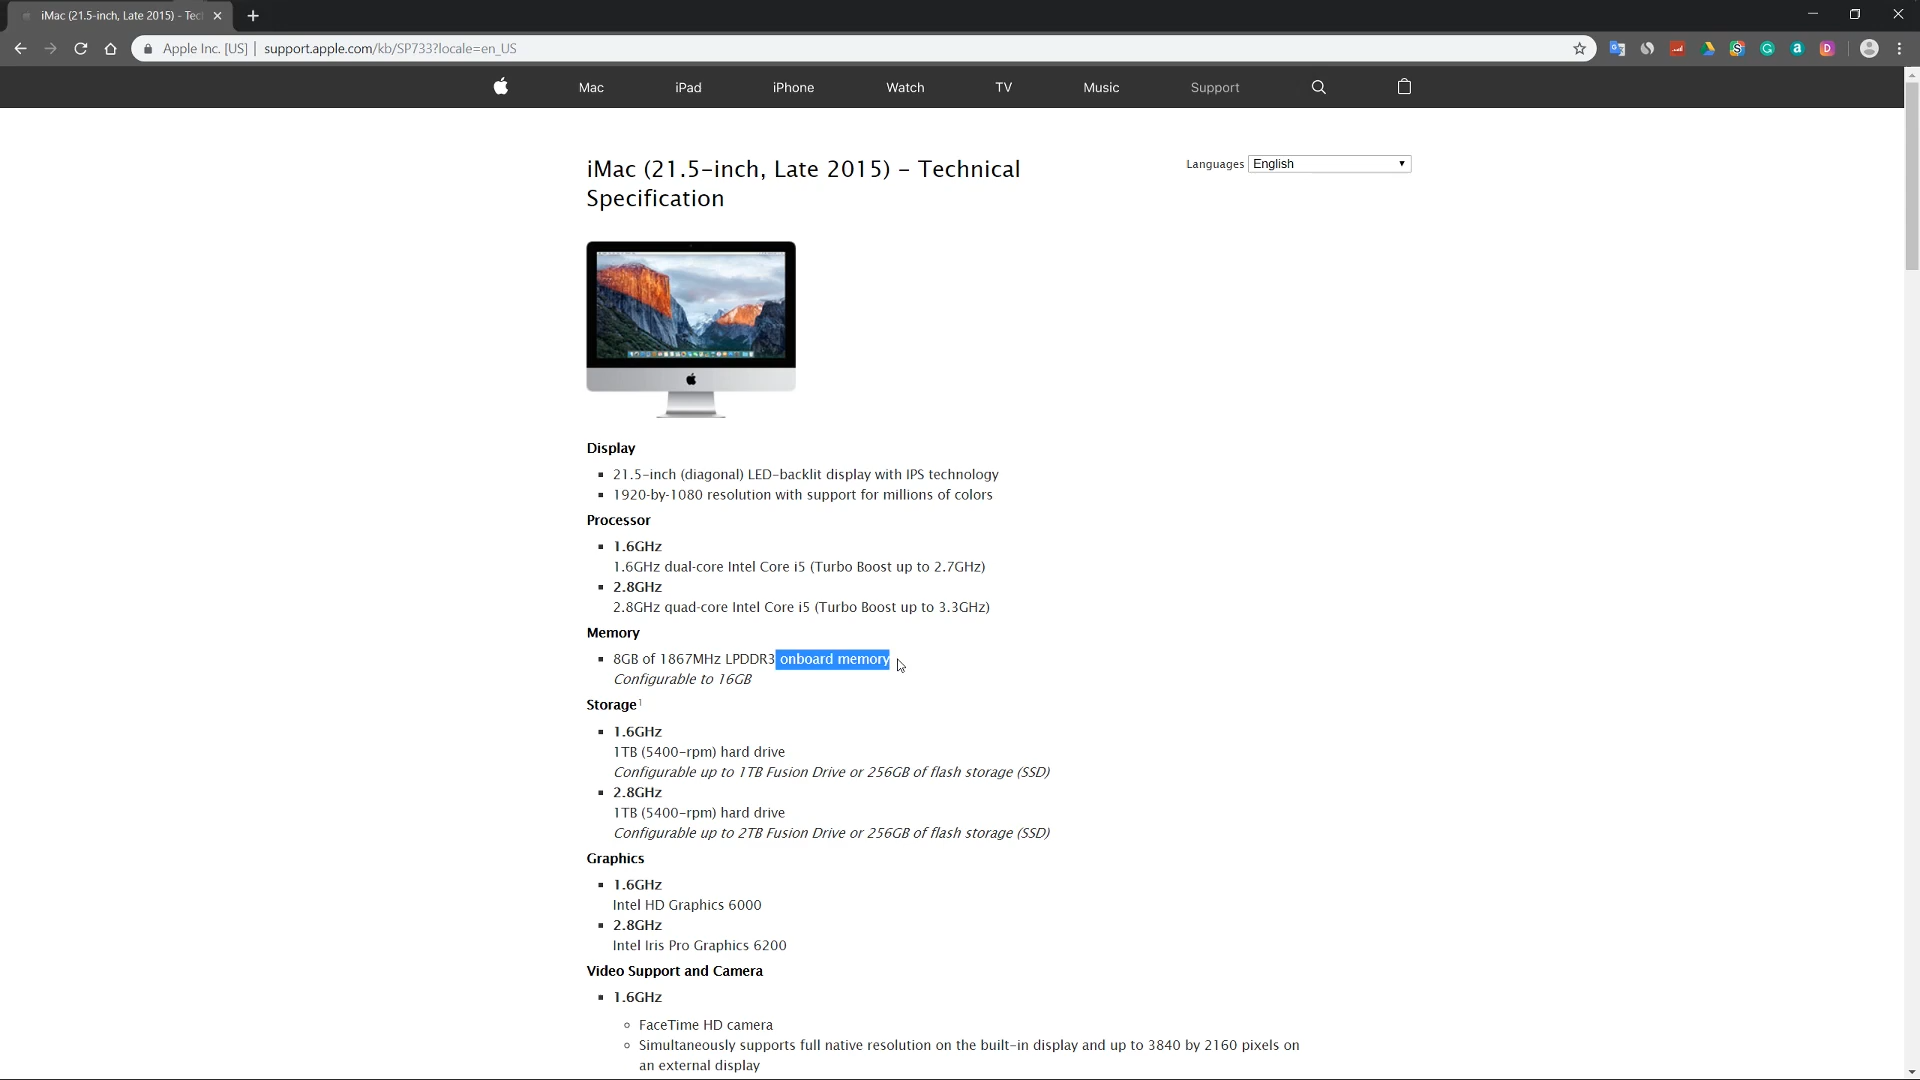 iMac (21.5-inch, Late 2015) - Tec
Apple Inc. [US] | support.apple.com/kb/SP733?locale=en_US
Mac iPad iPhone Watch TV Music Support
iMac (21.5-inch, Late 2015) - Technical
Specification
Languages English
Display
21.5-inch (diagonal) LED-backlit display with IPS technology
1920-by-1080 resolution with support for millions of colors
Processor
1.6GHz
1.6GHz dual-core Intel Core i5 (Turbo Boost up to 2.7GHz)
2.8GHz
2.8GHz quad-core Intel Core i5 (Turbo Boost up to 3.3GHz)
Memory
8GB of 1867MHz LPDDR3 onboard memory
Configurable to 16GB
Storage¹
1.6GHz
1TB (5400-rpm) hard drive
Configurable up to 1TB Fusion Drive or 256GB of flash storage (SSD)
2.8GHz
1TB (5400-rpm) hard drive
Configurable up to 2TB Fusion Drive or 256GB of flash storage (SSD)
Graphics
1.6GHz
Intel HD Graphics 6000
2.8GHz
Intel Iris Pro Graphics 6200
Video Support and Camera
1.6GHz
FaceTime HD camera
Simultaneously supports full native resolution on the built-in display and up to 3840 by 2160 pixels on
an external display